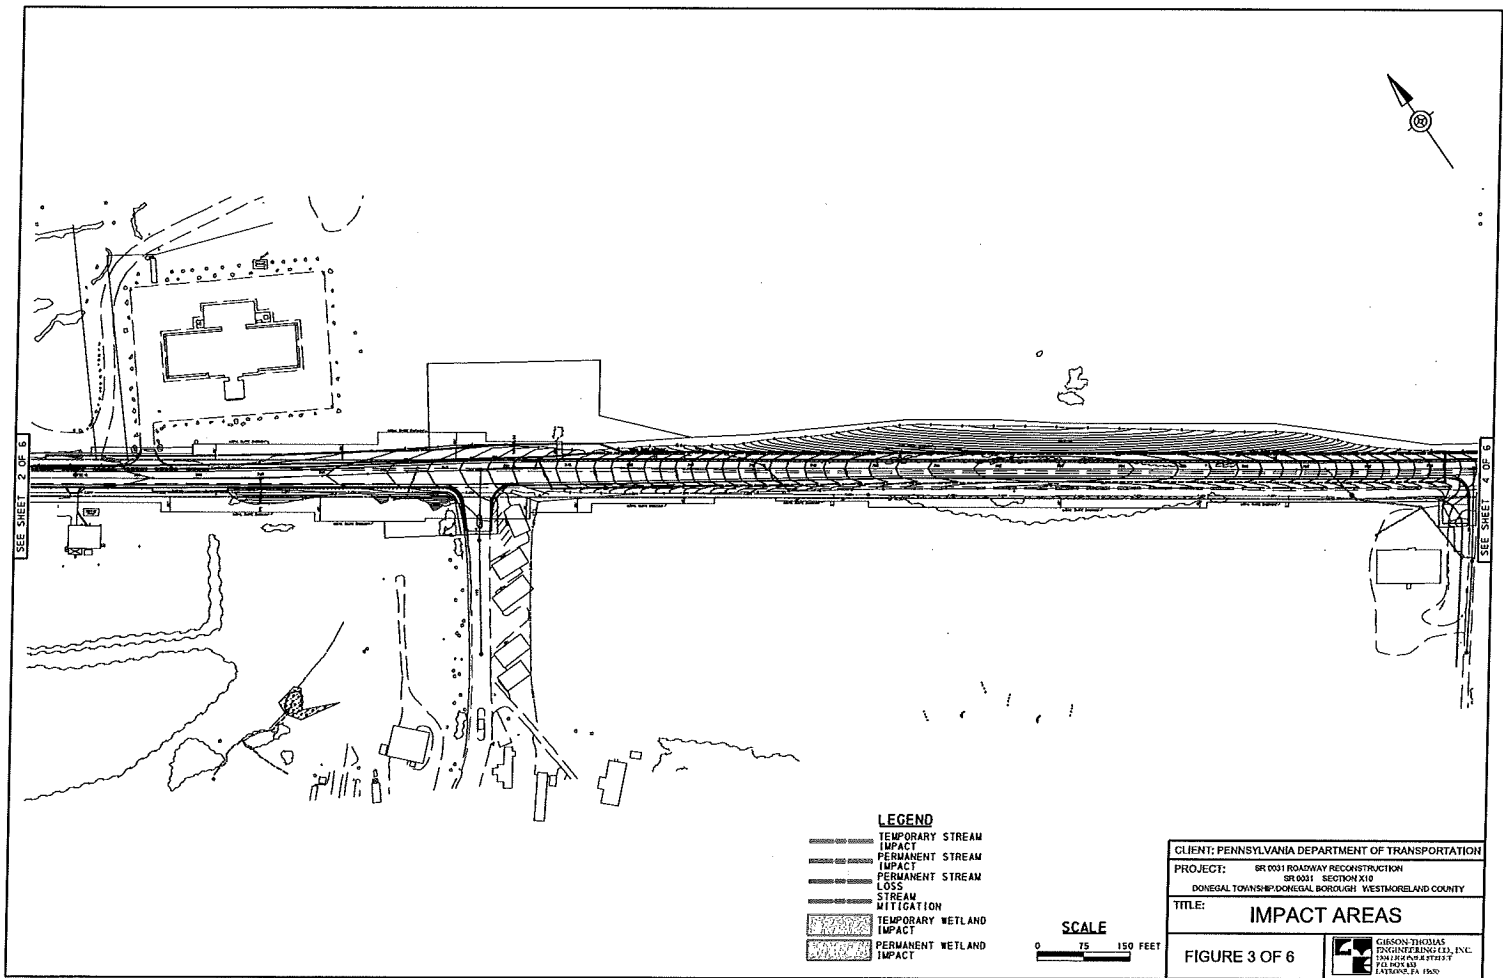 SEE SHEET 2 OF 6
SEE SHEET 4 OF 6
LEGEND
TEMPORARY STREAM
IMPACT
PERMANENT STREAM
IMPACT
PERMANENT STREAM
LOSS
STREAM
MITIGATION
TEMPORARY WETLAND
IMPACT
PERMANENT WETLAND
IMPACT
SCALE
0 75 150 FEET
CLIENT: PENNSYLVANIA DEPARTMENT OF TRANSPORTATION
PROJECT: SR 0031 ROADWAY RECONSTRUCTION
SR 0031 SECTION X10
DONEGAL TOWNSHIP/DONEGAL BOROUGH WESTMORELAND COUNTY
TITLE: IMPACT AREAS
FIGURE 3 OF 6
GIBSON-THOMAS
ENGINEERING CO., INC.
P.O. BOX
LATROBE, PA